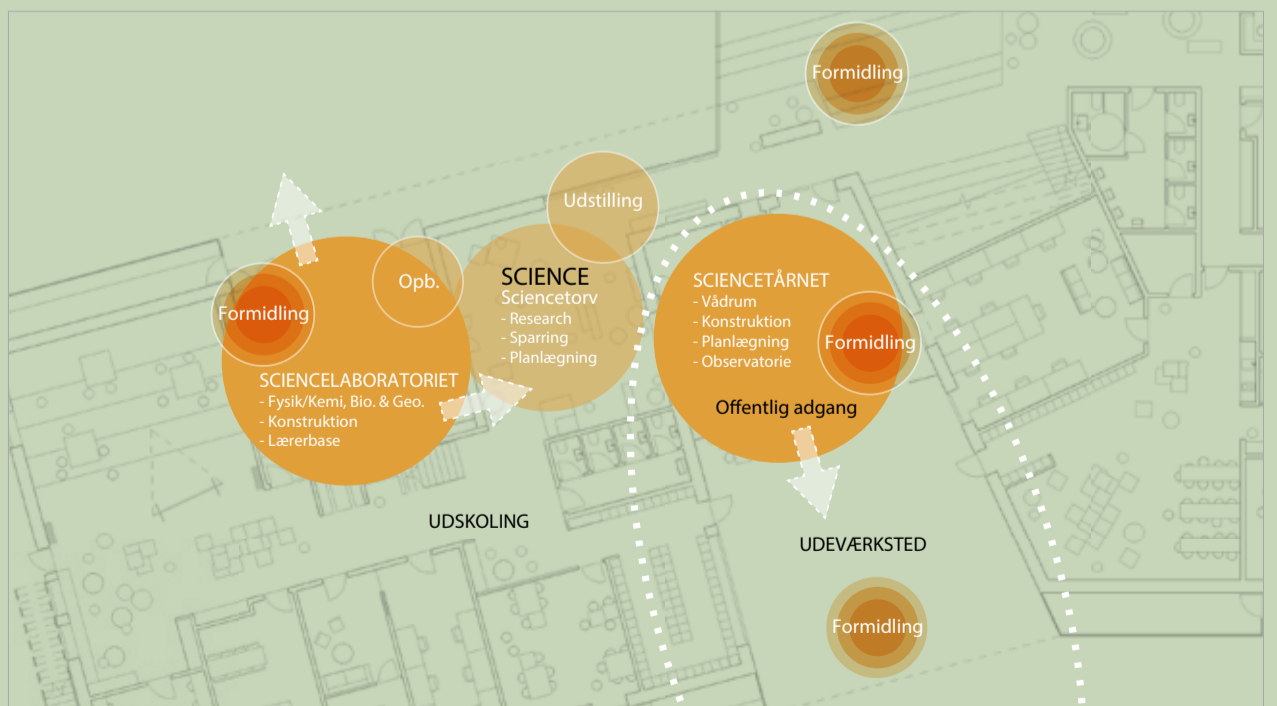 Formidling
Udstilling
Opb.
Formidling
SCIENCE
Sciencetorv
- Research
- Sparring
- Planlægning
SCIENCELABORATORIET
- Fysik/Kemi, Bio. & Geo.
- Konstruktion
- Lærerbase
SCIENCETÅRNET
- Vådrum
- Konstruktion
- Planlægning
- Observatorie
Formidling
Offentlig adgang
UDSKOLING
UDEVÆRKSTED
Formidling